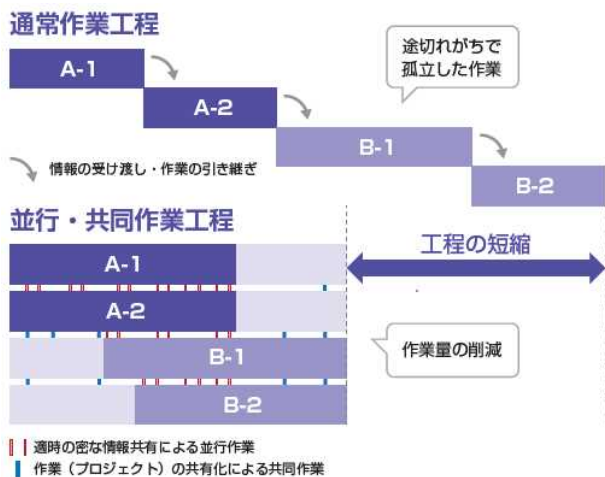 通常作業工程
A-1
途切れがちで
孤立した作業
A-2
B-1
情報の受け渡し・作業の引き継ぎ
B-2
並行・共同作業工程
工程の短縮
A-1
A-2
B-1
作業量の削減
B-2
適時の密な情報共有による並行作業
作業（プロジェクト）の共有化による共同作業